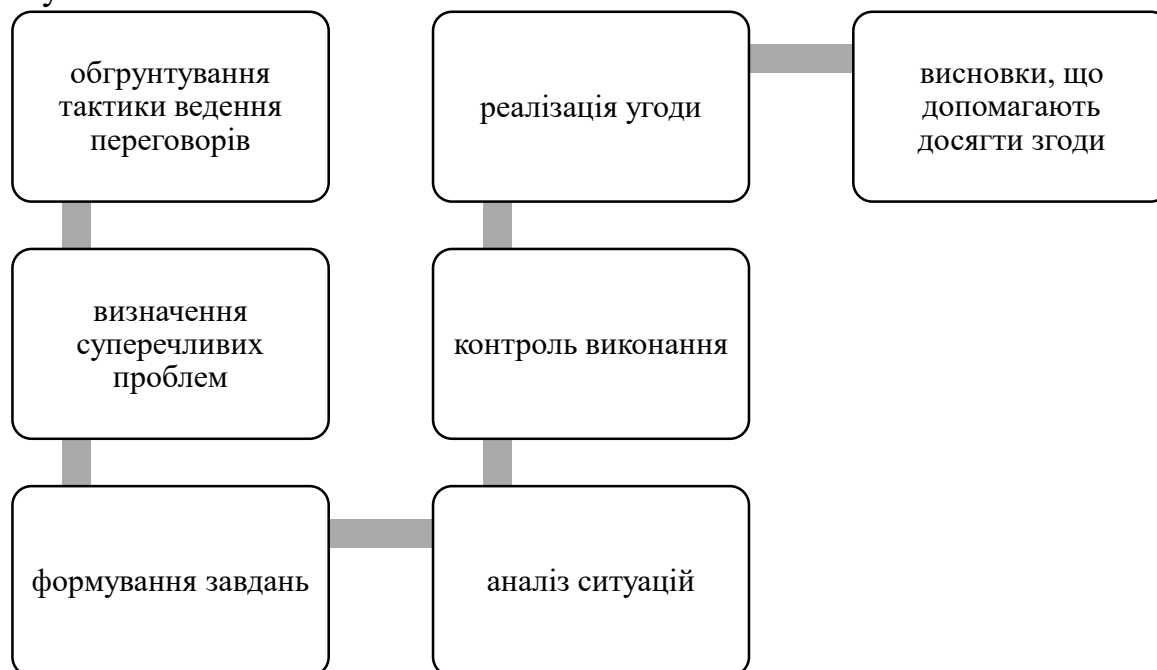 обгрунтування
тактики ведення
переговорів
визначення
суперечливих
проблем
формування завдань
аналіз ситуацій
контроль виконання
реалізація угоди
висновки, що
допомагають
досягти згоди